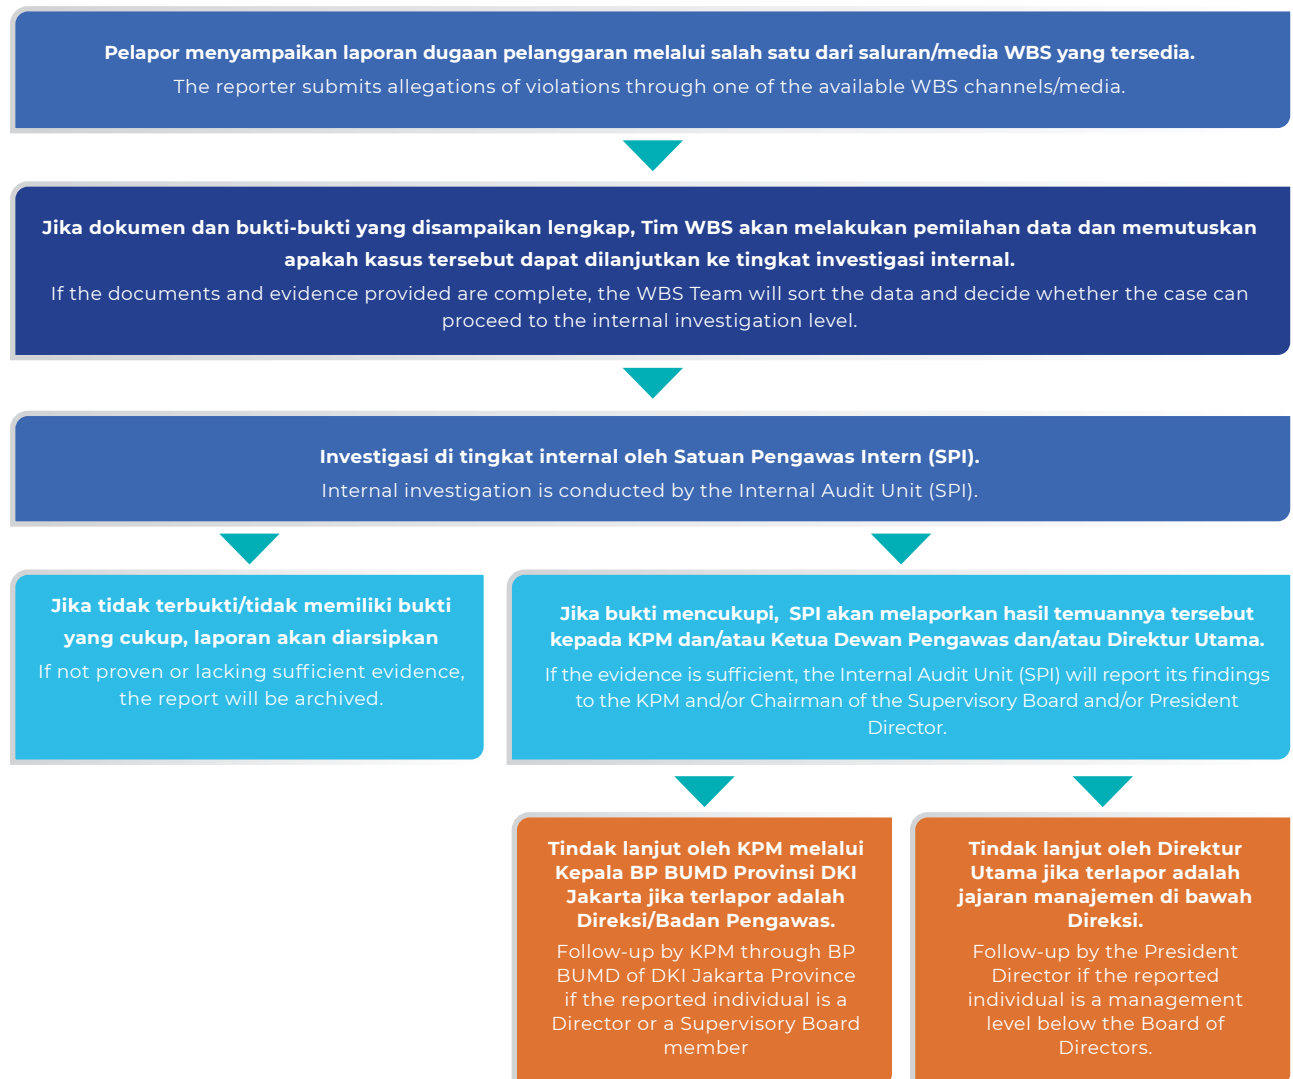 Pelapor menyampaikan laporan dugaan pelanggaran melalui salah satu dari saluran/media WBS yang tersedia.
The reporter submits allegations of violations through one of the available WBS channels/media.
Jika dokumen dan bukti-bukti yang disampaikan lengkap, Tim WBS akan melakukan pemilahan data dan memutuskan
apakah kasus tersebut dapat dilanjutkan ke tingkat investigasi internal.
If the documents and evidence provided are complete, the WBS Team will sort the data and decide whether the case can
proceed to the internal investigation level.
Investigasi di tingkat internal oleh Satuan Pengawas Intern (SPI).
Internal investigation is conducted by the Internal Audit Unit (SPI).
Jika tidak terbukti/tidak memiliki bukti
yang cukup, laporan akan diarsipkan
If not proven or lacking sufficient evidence,
the report will be archived.
Jika bukti mencukupi, SPI akan melaporkan hasil temuannya tersebut
kepada KPM dan/atau Ketua Dewan Pengawas dan/atau Direktur Utama.
If the evidence is sufficient, the Internal Audit Unit (SPI) will report its findings
to the KPM and/or Chairman of the Supervisory Board and/or President
Director.
Tindak lanjut oleh KPM melalui
Kepala BP BUMD Provinsi DKI
Jakarta jika terlapor adalah
Direksi/Badan Pengawas.
Follow-up by KPM through BP
BUMD of DKI Jakarta Province
if the reported individual is a
Director or a Supervisory Board
member
Tindak lanjut oleh Direktur
Utama jika terlapor adalah
jajaran manajemen di bawah
Direksi.
Follow-up by the President
Director if the reported
individual is a management
level below the Board of
Directors.